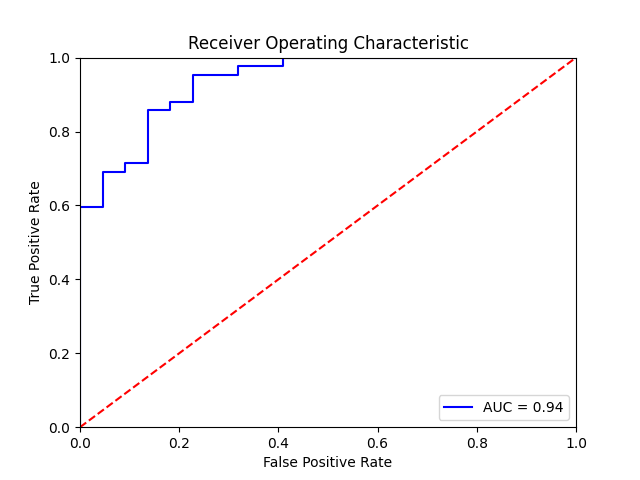 Receiver Operating Characteristic
1.0
0.8
0.6
0.4
0.2
0.0
True Positive Rate
AUC = 0.94
0.0 0.2 0.4 0.6 0.8 1.0
False Positive Rate